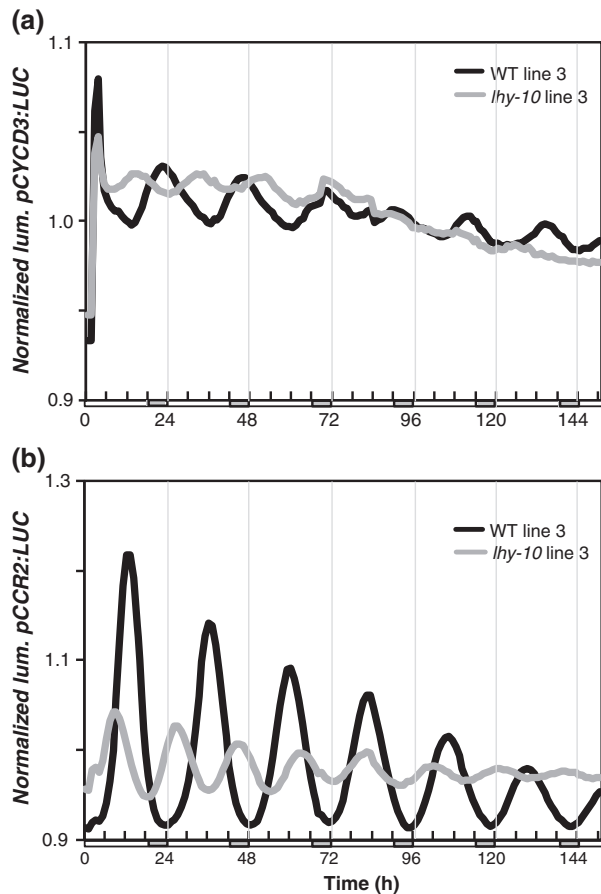 (a)
Normalized lum. pCYCD3:LUC
1.1
1.0
0.9
WT line 3
lhy-10 line 3
0 24 48 72 96 120 144
(b)
Normalized lum. pCCR2:LUC
1.3
1.1
0.9
WT line 3
lhy-10 line 3
0 24 48 72 96 120 144
Time (h)